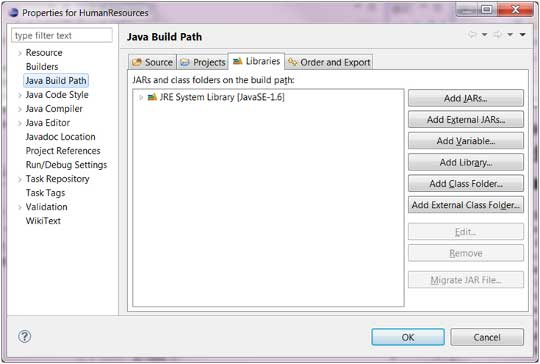 Properties for HumanResources
type filter text
Resource
Builders
Java Build Path
Java Code Style
Java Compiler
Java Editor
Javadoc Location
Project References
Run/Debug Settings
Task Repository
Task Tags
Validation
WikiText
Java Build Path
Source Projects Libraries Order and Export
JARs and class folders on the build path:
JRE System Library [JavaSE-1.6]
Add JARs...
Add External JARs...
Add Variable...
Add Library...
Add Class Folder...
Add External Class Folder...
Edit...
Remove
Migrate JAR File...
OK Cancel